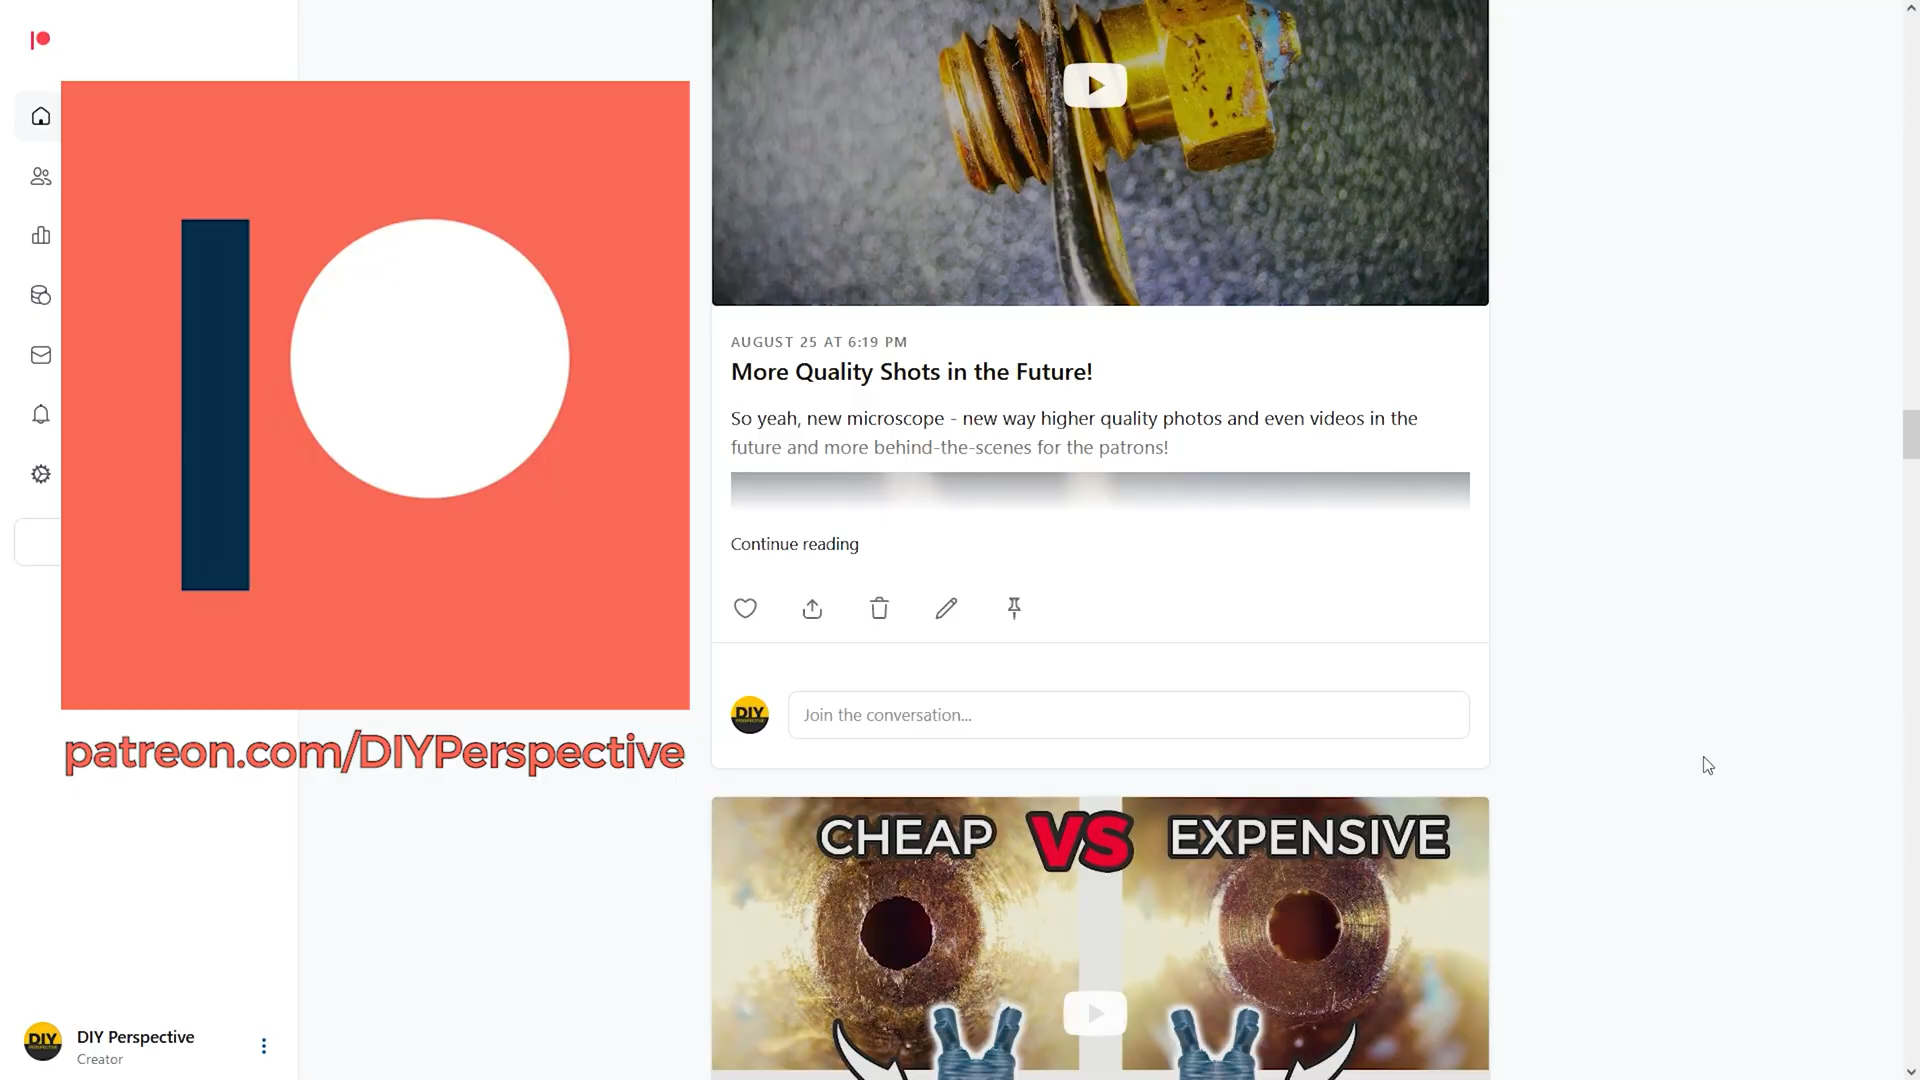 AUGUST 25 AT 6:19 PM
More Quality Shots in the Future!
So yeah, new microscope - new way higher quality photos and even videos in the
future and more behind-the-scenes for the patrons!
Continue reading
DIY
Join the conversation...
patreon.com/DIYPerspective
CHEAP VS EXPENSIVE
DIY
DIY Perspective
Creator